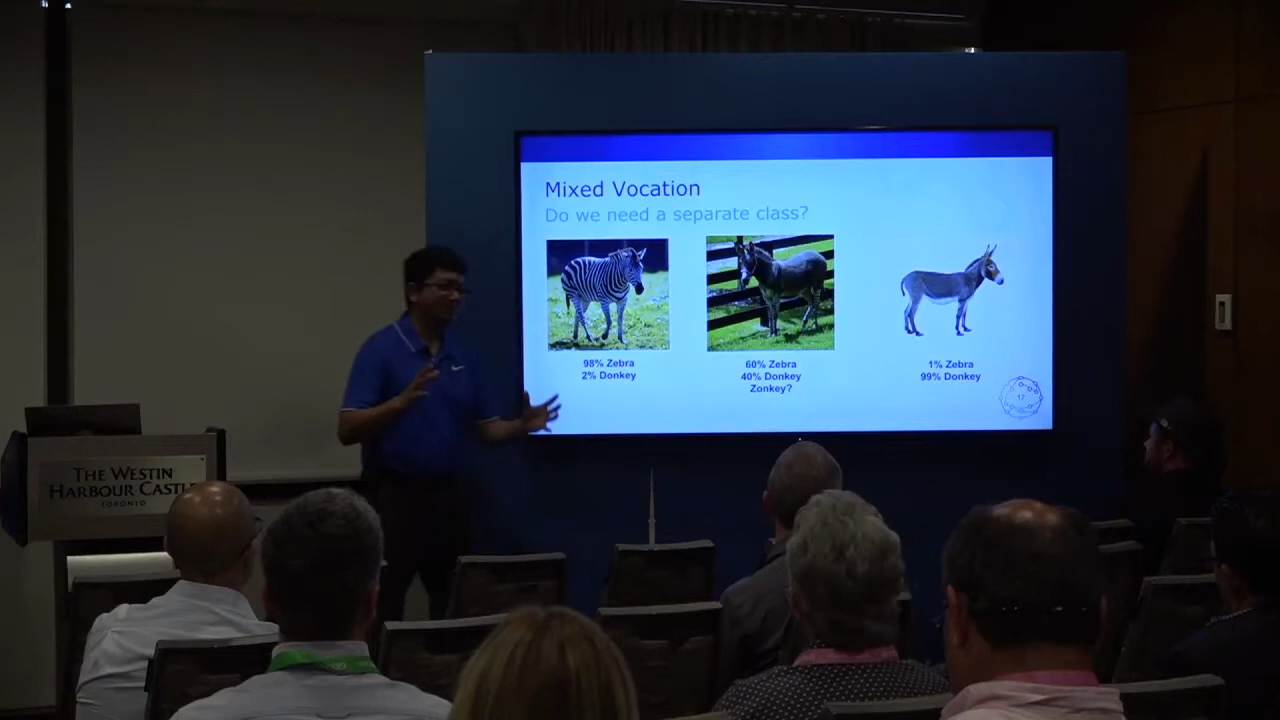 Mixed Vocation
Do we need a separate class?
98% Zebra
2% Donkey
60% Zebra
40% Donkey
Zonkey?
1% Zebra
99% Donkey
17
THE WESTIN
HARBOUR CASTLE
TORONTO